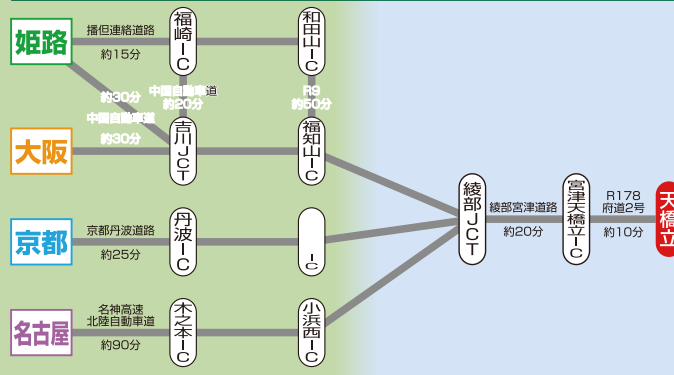 姫路
播但連絡道路
約15分
福崎IC
和田山IC
約30分
中国自動車道
約20分
R9
約50分
中国自動車道
約30分
大阪
吉川JCT
福知山IC
綾部JCT
綾部宮津道路
約20分
宮津天橋立IC
R178
府道2号
約10分
天橋立
京都
京都丹波道路
約25分
丹波IC
IC
名古屋
名神高速
北陸自動車道
約90分
木之本IC
小浜西IC